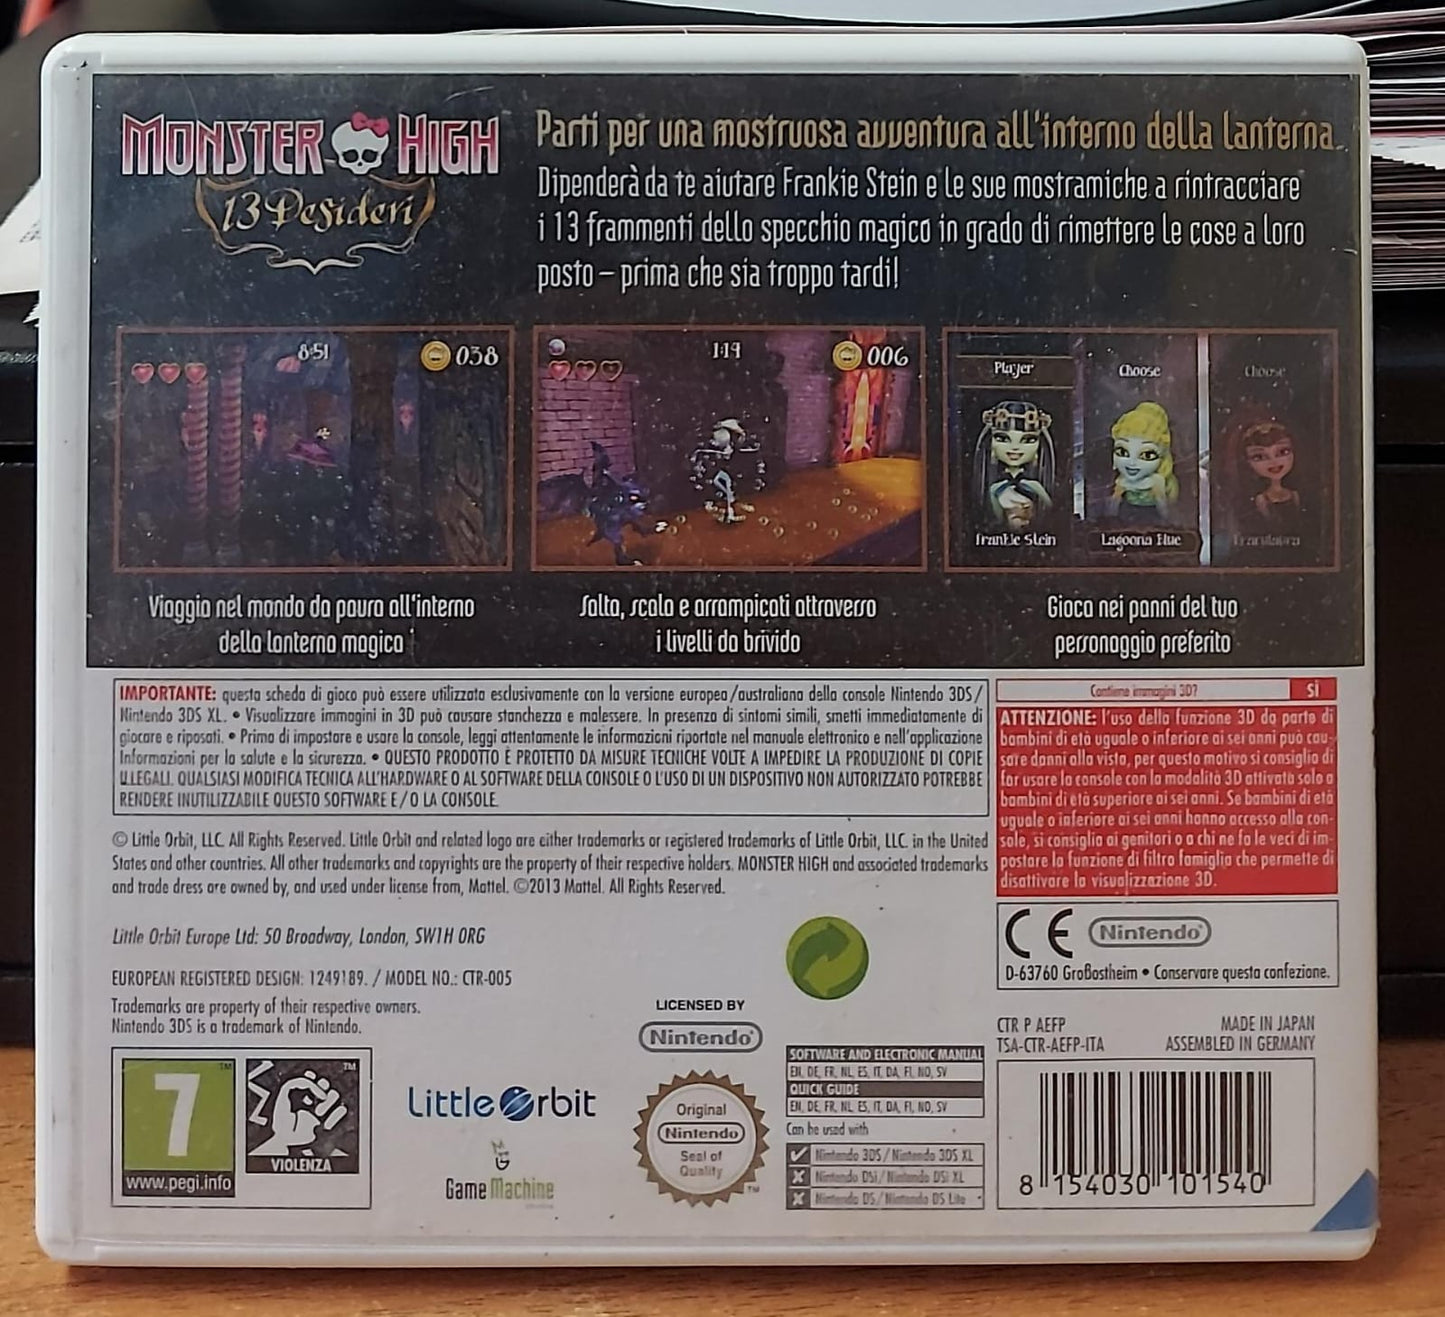 MONSTER HIGH
13 Desideri
Parti per una mostruosa avventura all'interno della lanterna.
Dipenderà da te aiutare Frankie Stein e le sue mostramiche a rintracciare
i 13 frammenti dello specchio magico in grado di rimettere le cose a loro
posto – prima che sia troppo tardi!
8:51
038
1:19
006
Player
Choose
Choose
Frankie Stein
Lagoona Blue
Viaggia nel mondo da paura all'interno
della lanterna magica
Salta, scala e arrampicati attraverso
i livelli da brivido
Gioca nei panni del tuo
personaggio preferito
IMPORTANTE: questa scheda di gioco può essere utilizzata esclusivamente con la versione europea/australiana della console Nintendo 3DS/
Nintendo 3DS XL. • Visualizzare immagini in 3D può causare stanchezza e malessere. In presenza di sintomi simili, smetti immediatamente di
giocare e riposati. • Prima di impostare e usare la console, leggi attentamente le informazioni riportate nel manuale elettronico e nell'applicazione
Informazioni per la salute e la sicurezza. • QUESTO PRODOTTO È PROTETTO DA MISURE TECNICHE VOLTE A IMPEDIRE LA PRODUZIONE DI COPIE
ILLEGALI. QUALSIASI MODIFICA TECNICA ALL'HARDWARE O AL SOFTWARE DELLA CONSOLE O L'USO DI UN DISPOSITIVO NON AUTORIZZATO POTREBBE
RENDERE INUTILIZZABILE QUESTO SOFTWARE E/O LA CONSOLE.
Contiene immagini 3D?
SÌ
ATTENZIONE: l'uso della funzione 3D da parte di
bambini di età uguale o inferiore ai sei anni può cau-
sare danni alla vista, per questo motivo si consiglia di
far usare la console con la modalità 3D attivata solo a
bambini di età superiore ai sei anni. Se bambini di età
uguale o inferiore ai sei anni hanno accesso alla con-
sole, si consiglia ai genitori o a chi ne fa le veci di im-
postare la funzione di filtro famiglia che permette di
disattivare la visualizzazione 3D.
© Little Orbit, LLC. All Rights Reserved. Little Orbit and related logo are either trademarks or registered trademarks of Little Orbit, LLC. in the United
States and other countries. All other trademarks and copyrights are the property of their respective holders. MONSTER HIGH and associated trademarks
and trade dress are owned by, and used under license from, Mattel. ©2013 Mattel. All Rights Reserved.
Little Orbit Europe Ltd: 50 Broadway, London, SW1H 0RG
EUROPEAN REGISTERED DESIGN: 1249189. / MODEL NO.: CTR-005
Trademarks are property of their respective owners.
Nintendo 3DS is a trademark of Nintendo.
CE Nintendo
D-63760 Großostheim • Conservare questa confezione.
LICENSED BY
Nintendo
CTR P AEFP
TSA-CTR-AEFP-ITA
MADE IN JAPAN
ASSEMBLED IN GERMANY
7
www.pegi.info
VIOLENZA
Little Orbit
Game Machine
Original
Nintendo
Seal of
Quality
SOFTWARE AND ELECTRONIC MANUAL
EN, DE, FR, NL, ES, IT, DA, FI, NO, SV
QUICK GUIDE
EN, DE, FR, NL, ES, IT, DA, FI, NO, SV
Can be used with
Nintendo 3DS / Nintendo 3DS XL
Nintendo DSi / Nintendo DSi XL
Nintendo DS / Nintendo DS Lite
8 154030 101540